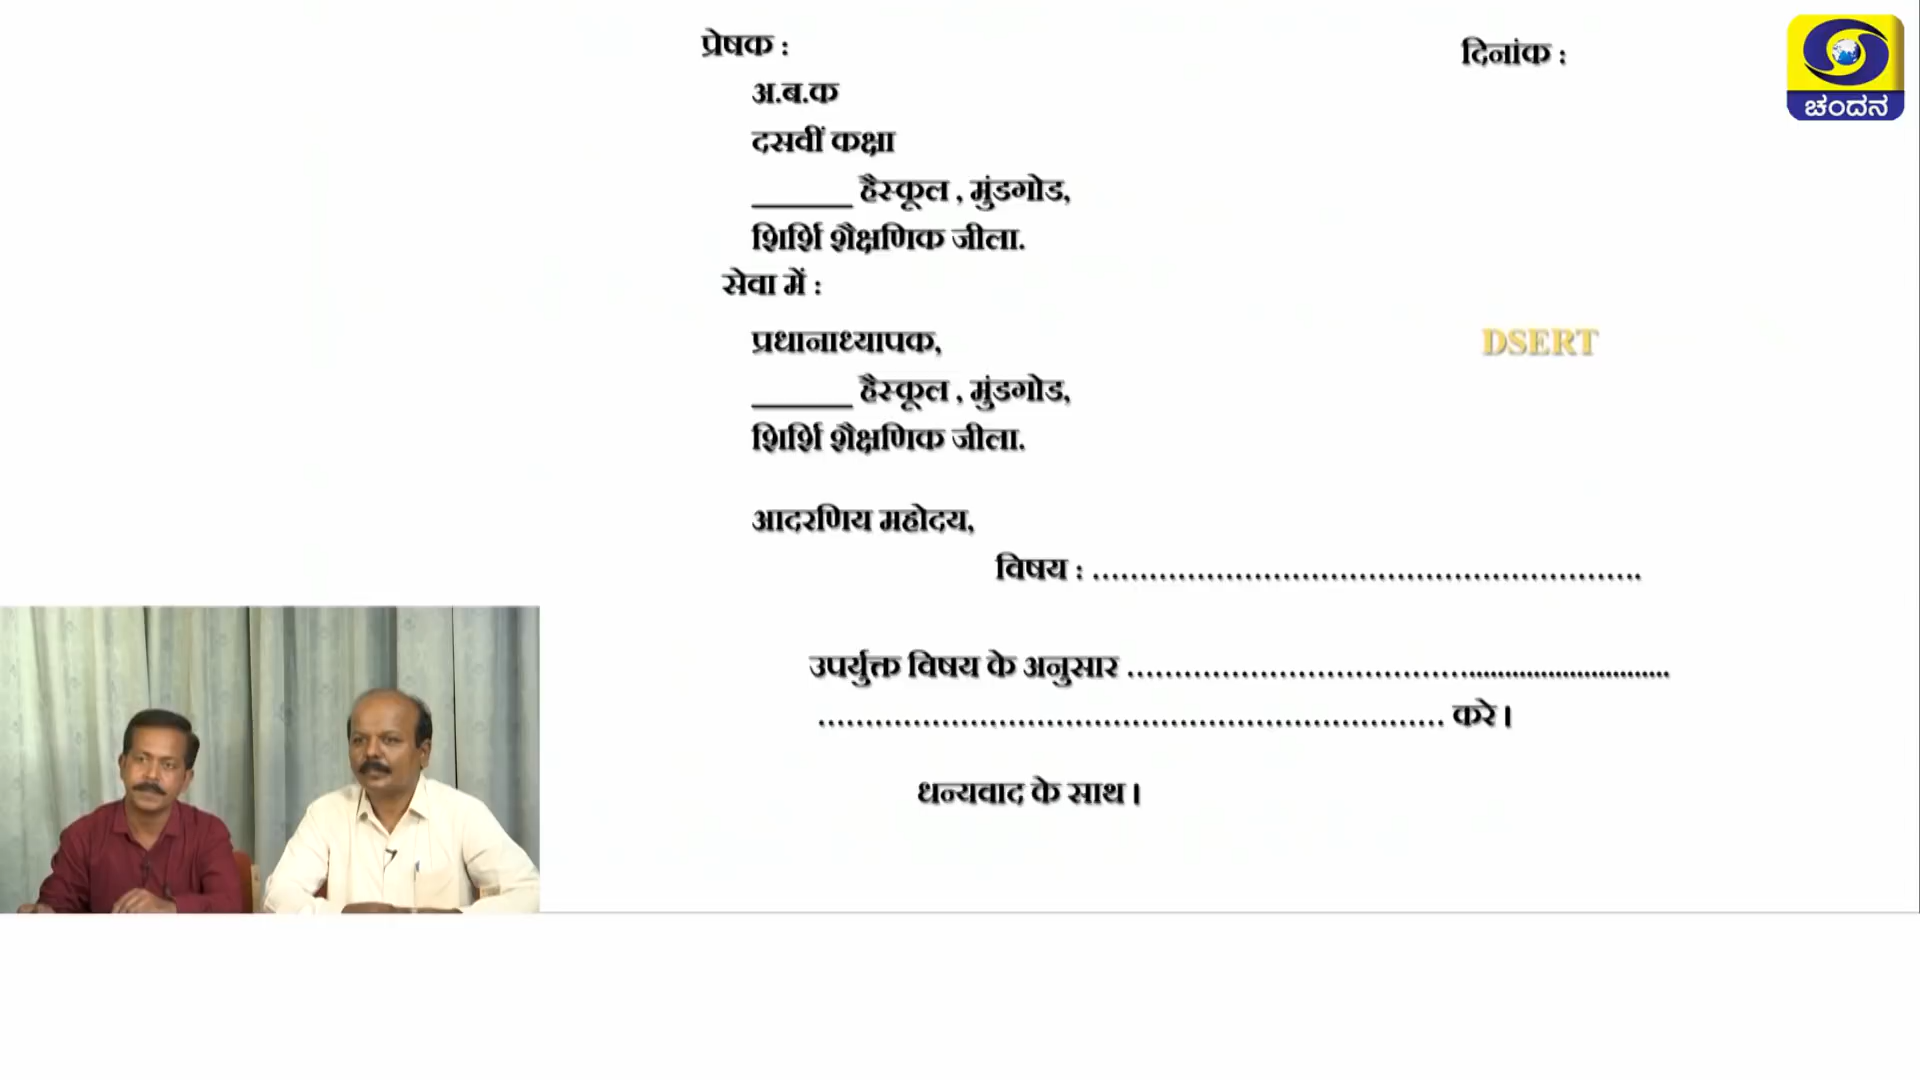 प्रेषक :
दिनांक :
ಚಂದನ
अ.ब.क
दसवीं कक्षा
______ हैस्कूल , मुंडगोड,
शिर्शि शैक्षणिक जीला.
सेवा में :
प्रधानाध्यापक,
DSERT
______ हैस्कूल , मुंडगोड,
शिर्शि शैक्षणिक जीला.
आदरणिय महोदय,
विषय : ………………………………………………….
उपर्युक्त विषय के अनुसार ………………………………............................
………………………………………………………… करे ।
धन्यवाद के साथ ।